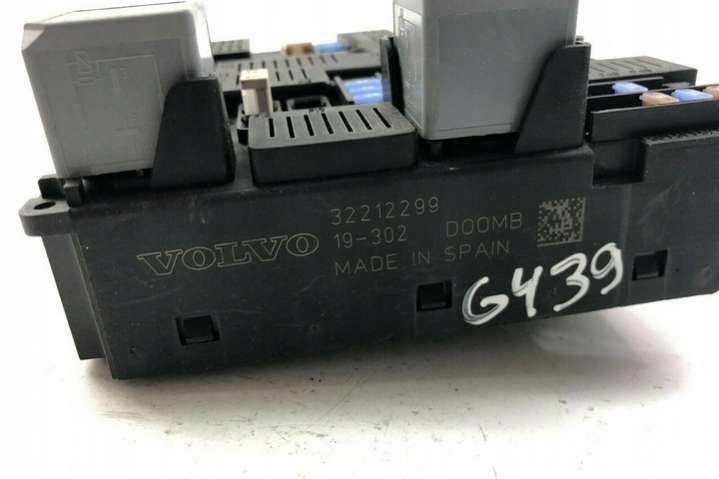 32212299
VOLVO 19-302 D00MB
MADE IN SPAIN
G439